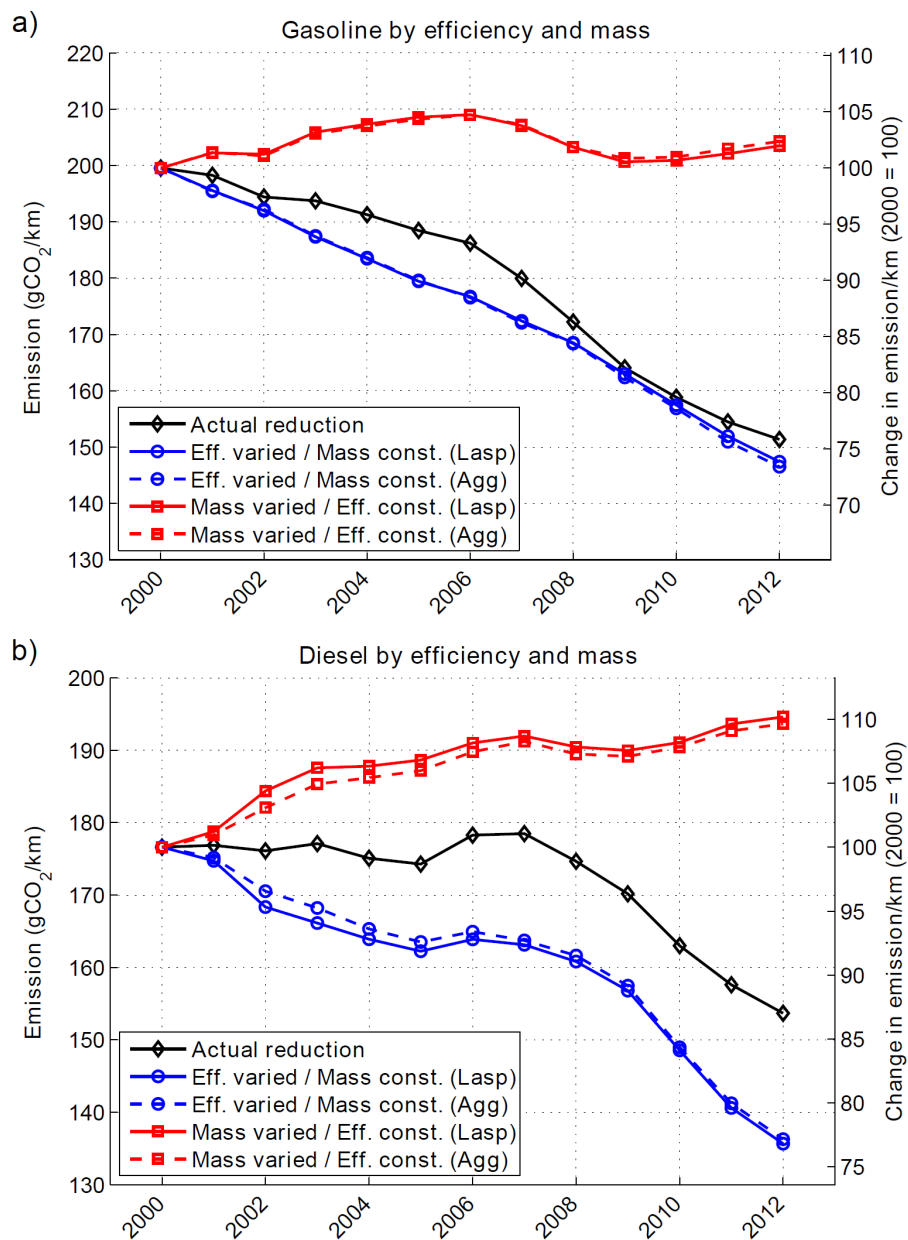 a)
Gasoline by efficiency and mass
220
210
200
190
180
170
160
150
140
130
Emission (gCO2/km)
110
105
100
95
90
85
80
75
70
Change in emission/km (2000 = 100)
Actual reduction
Eff. varied / Mass const. (Lasp)
Eff. varied / Mass const. (Agg)
Mass varied / Eff. const. (Lasp)
Mass varied / Eff. const. (Agg)
2000
2002
2004
2006
2008
2010
2012
b)
Diesel by efficiency and mass
200
190
180
170
160
150
140
130
Emission (gCO2/km)
110
105
100
95
90
85
80
75
Change in emission/km (2000 = 100)
Actual reduction
Eff. varied / Mass const. (Lasp)
Eff. varied / Mass const. (Agg)
Mass varied / Eff. const. (Lasp)
Mass varied / Eff. const. (Agg)
2000
2002
2004
2006
2008
2010
2012